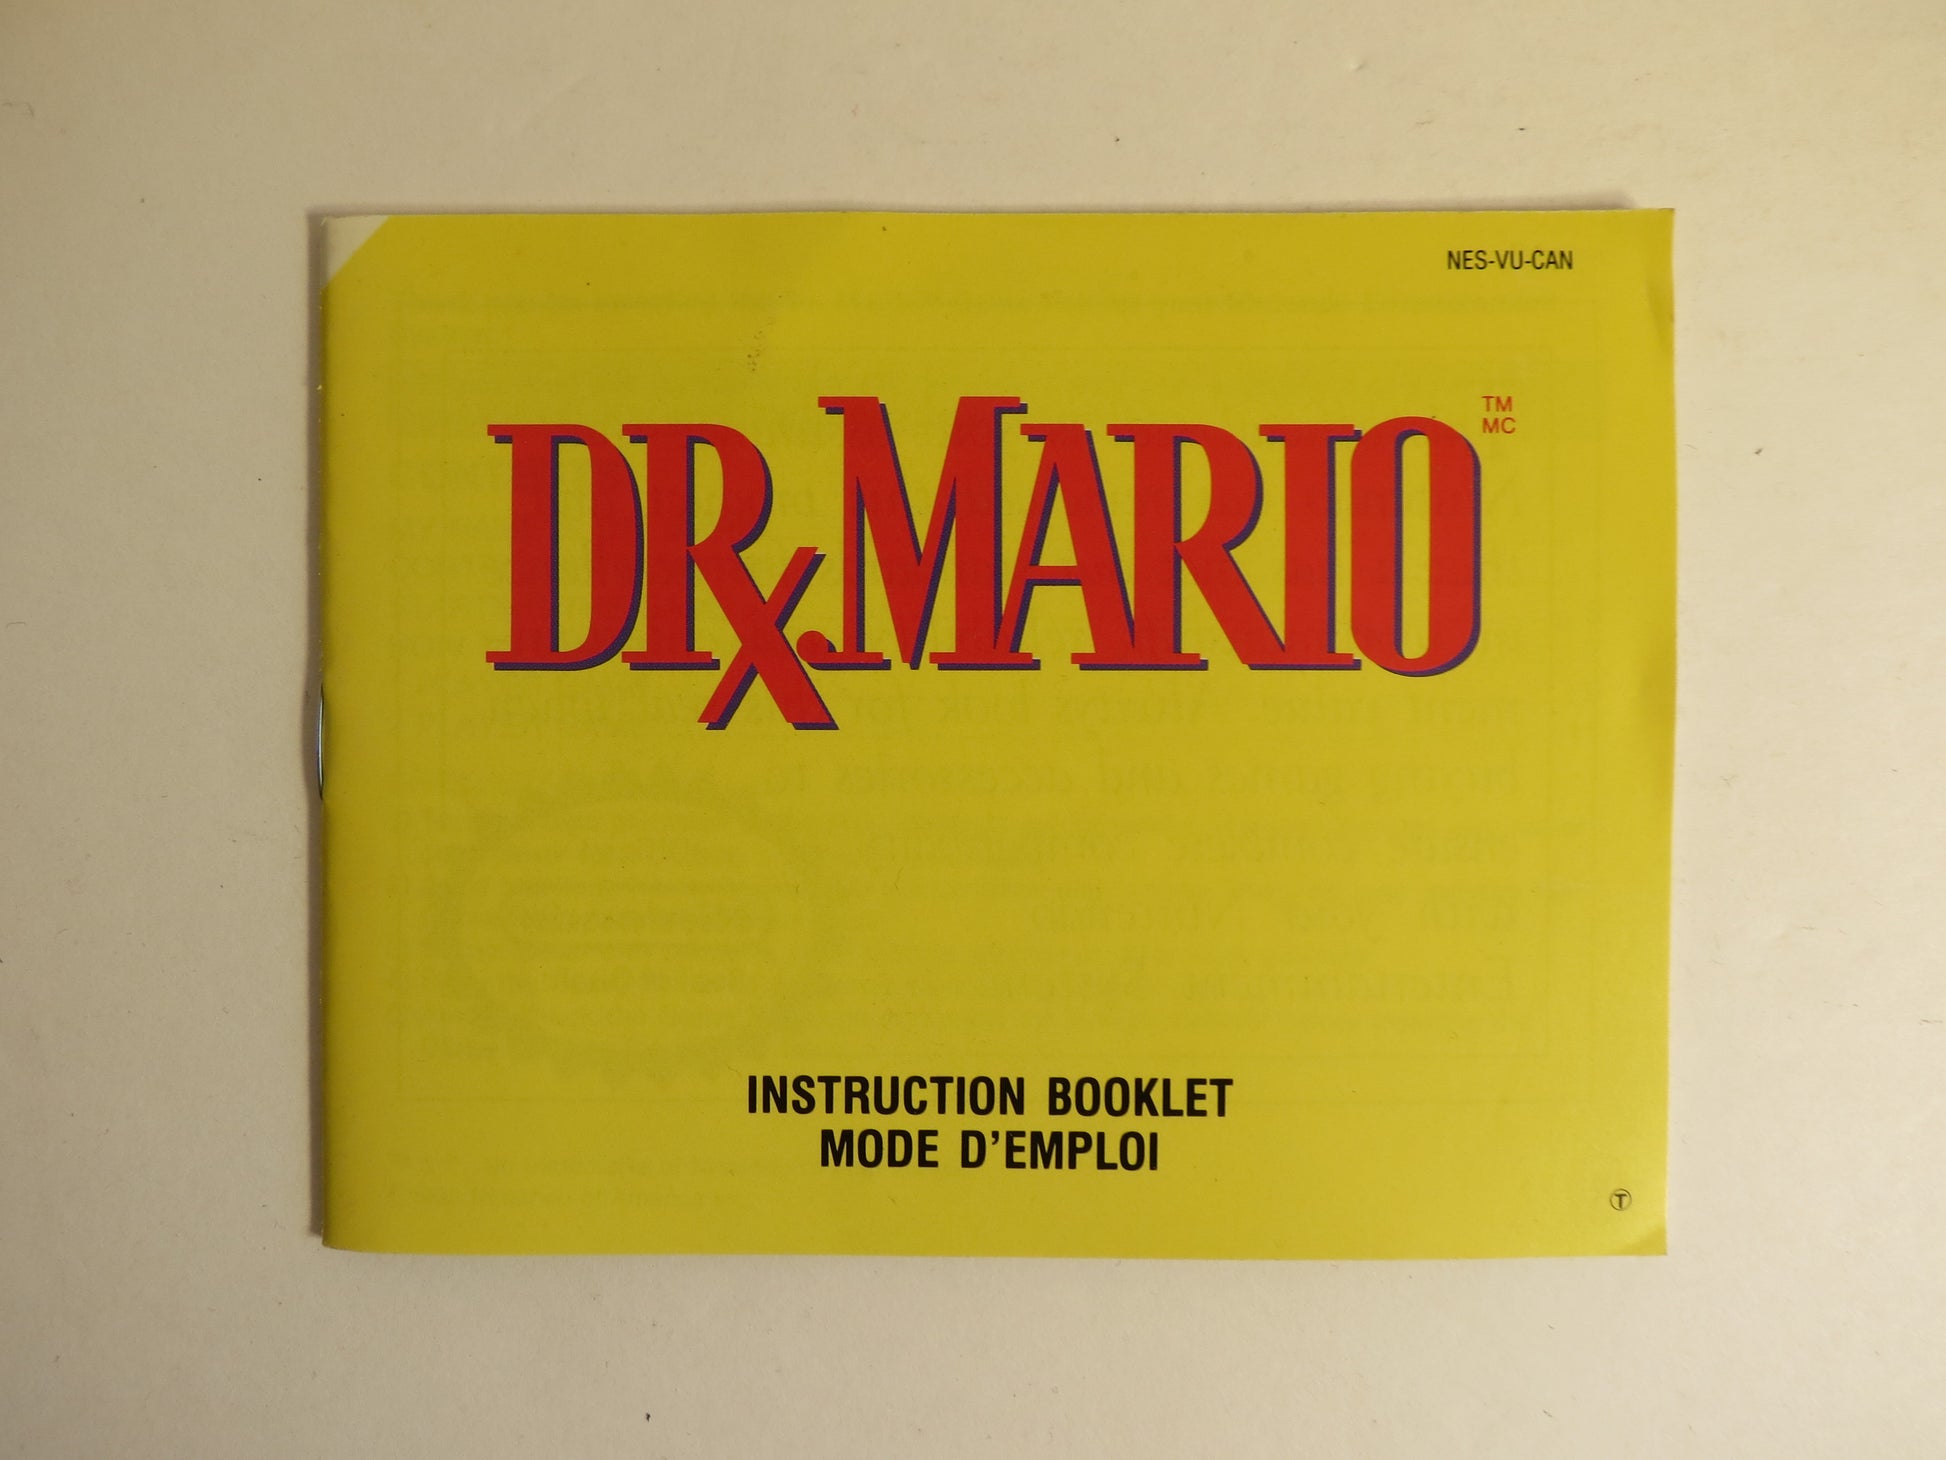 NES-VU-CAN
DR. MARIO
TM
MC
INSTRUCTION BOOKLET
MODE D'EMPLOI
T